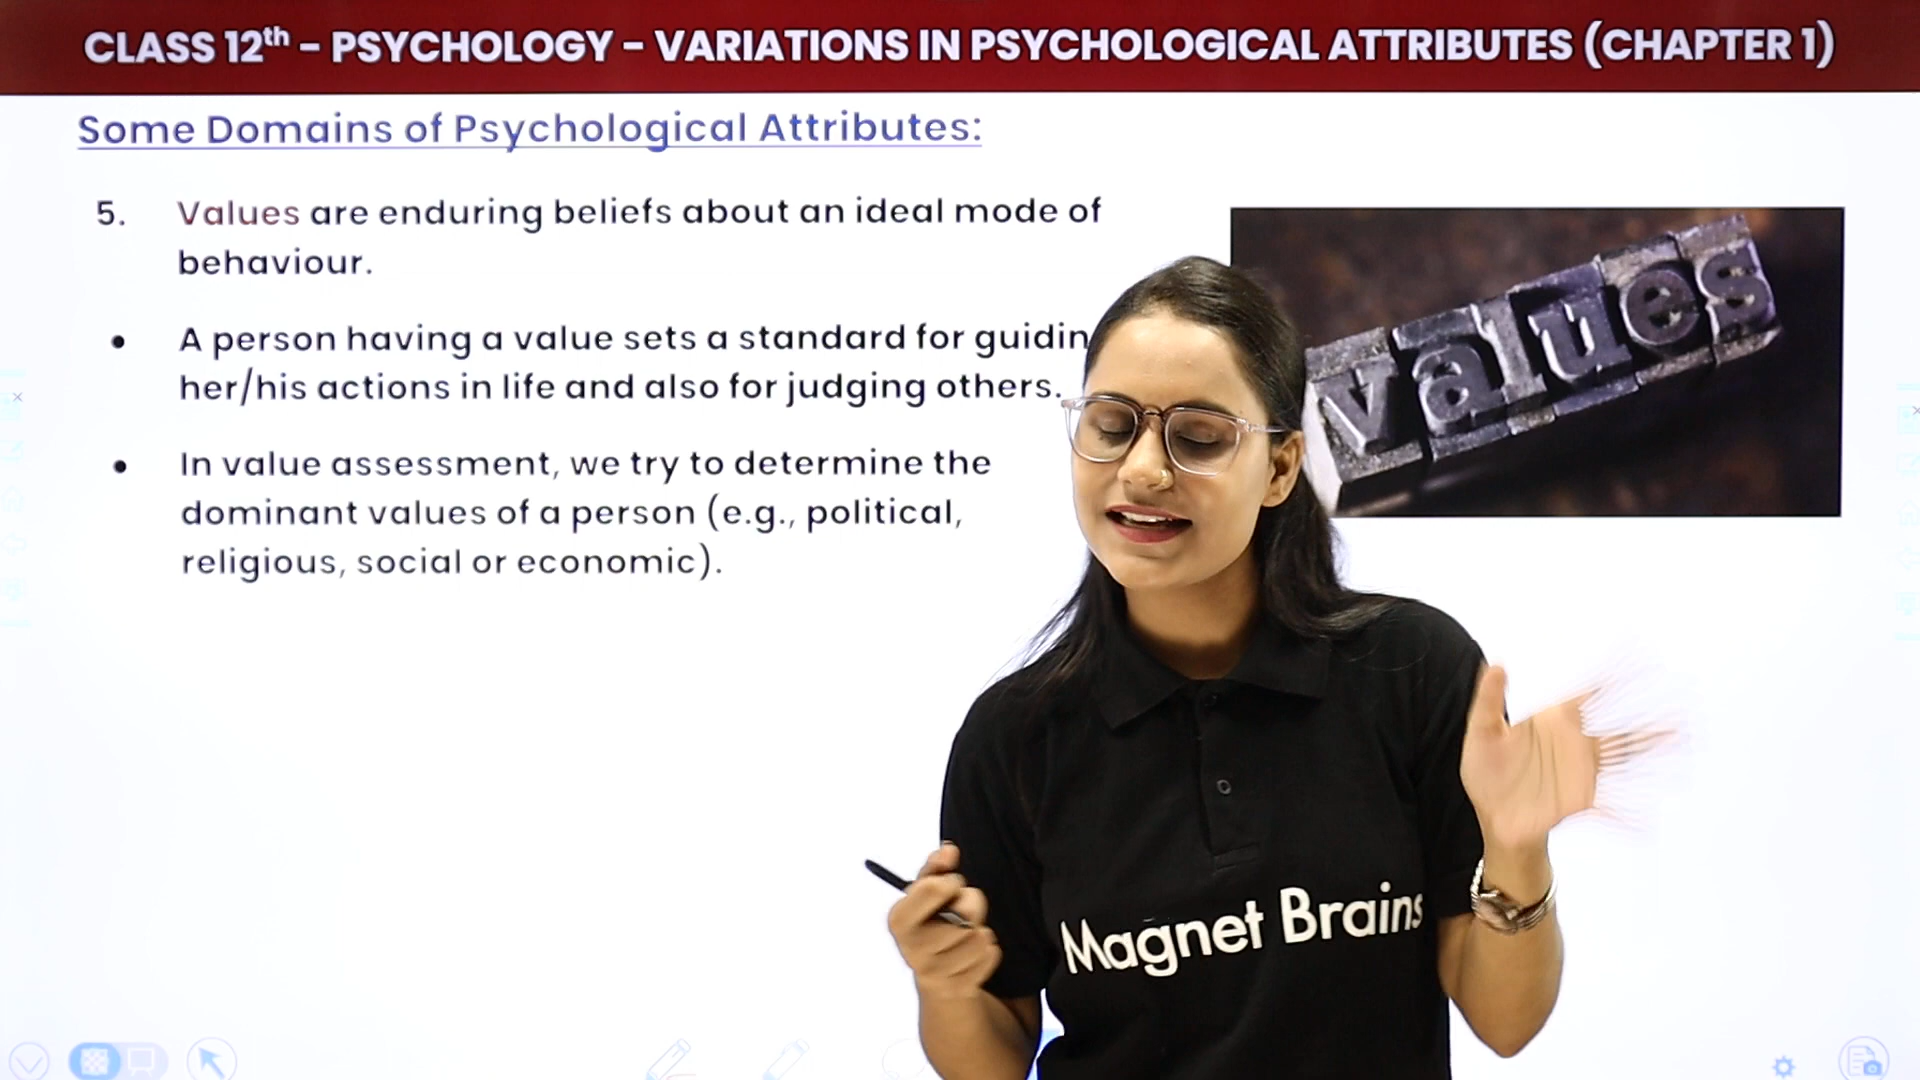 CLASS 12th – PSYCHOLOGY – VARIATIONS IN PSYCHOLOGICAL ATTRIBUTES (CHAPTER 1)
Some Domains of Psychological Attributes:
5. Values are enduring beliefs about an ideal mode of
behaviour.
• A person having a value sets a standard for guidin
her/his actions in life and also for judging others.
• In value assessment, we try to determine the
dominant values of a person (e.g., political,
religious, social or economic).
values
Magnet Brains